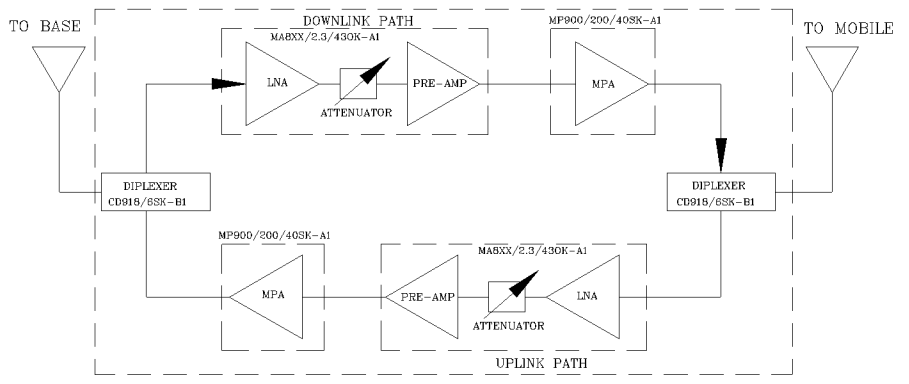 DOWNLINK PATH
MP900/200/40SK-A1
TO BASE
TO MOBILE
MA8XX/2.3/430K-A1
LNA
PRE-AMP
MPA
ATTENUATOR
DIPLEXER
CD918/6SK-B1
DIPLEXER
CD918/6SK-B1
MP900/200/40SK-A1
MA8XX/2.3/430K-A1
MPA
PRE-AMP
LNA
ATTENUATOR
UPLINK PATH